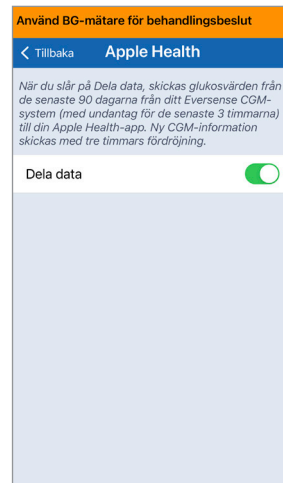 Använd BG-mätare för behandlingsbeslut
Tillbaka Apple Health
När du slår på Dela data, skickas glukosvärden från
de senaste 90 dagarna från ditt Eversense CGM-
system (med undantag för de senaste 3 timmarna)
till din Apple Health-app. Ny CGM-information
skickas med tre timmars fördröjning.
Dela data